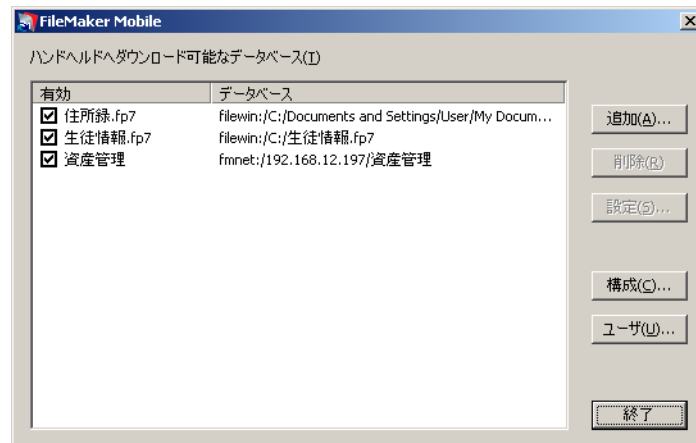 FileMaker Mobile
ハンドヘルドへダウンロード可能なデータベース(T)
有効 データベース
住所録.fp7 filewin:/C:/Documents and Settings/User/My Docum...
生徒情報.fp7 filewin:/C:/生徒情報.fp7
資産管理 fmnet:/192.168.12.197/資産管理
追加(A)...
削除(R)
設定(S)...
構成(C)...
ユーザ(U)...
終了